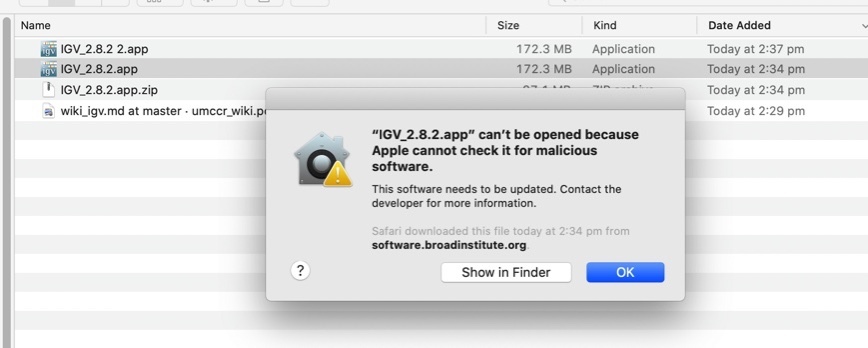 Name Size Kind Date Added
IGV_2.8.2 2.app 172.3 MB Application Today at 2:37 pm
IGV_2.8.2.app 172.3 MB Application Today at 2:34 pm
IGV_2.8.2.app.zip Today at 2:34 pm
wiki_igv.md at master · umccr_wiki.p Today at 2:29 pm
“IGV_2.8.2.app” can’t be opened because
Apple cannot check it for malicious
software.
This software needs to be updated. Contact the
developer for more information.
Safari downloaded this file today at 2:34 pm from
software.broadinstitute.org.
? Show in Finder OK